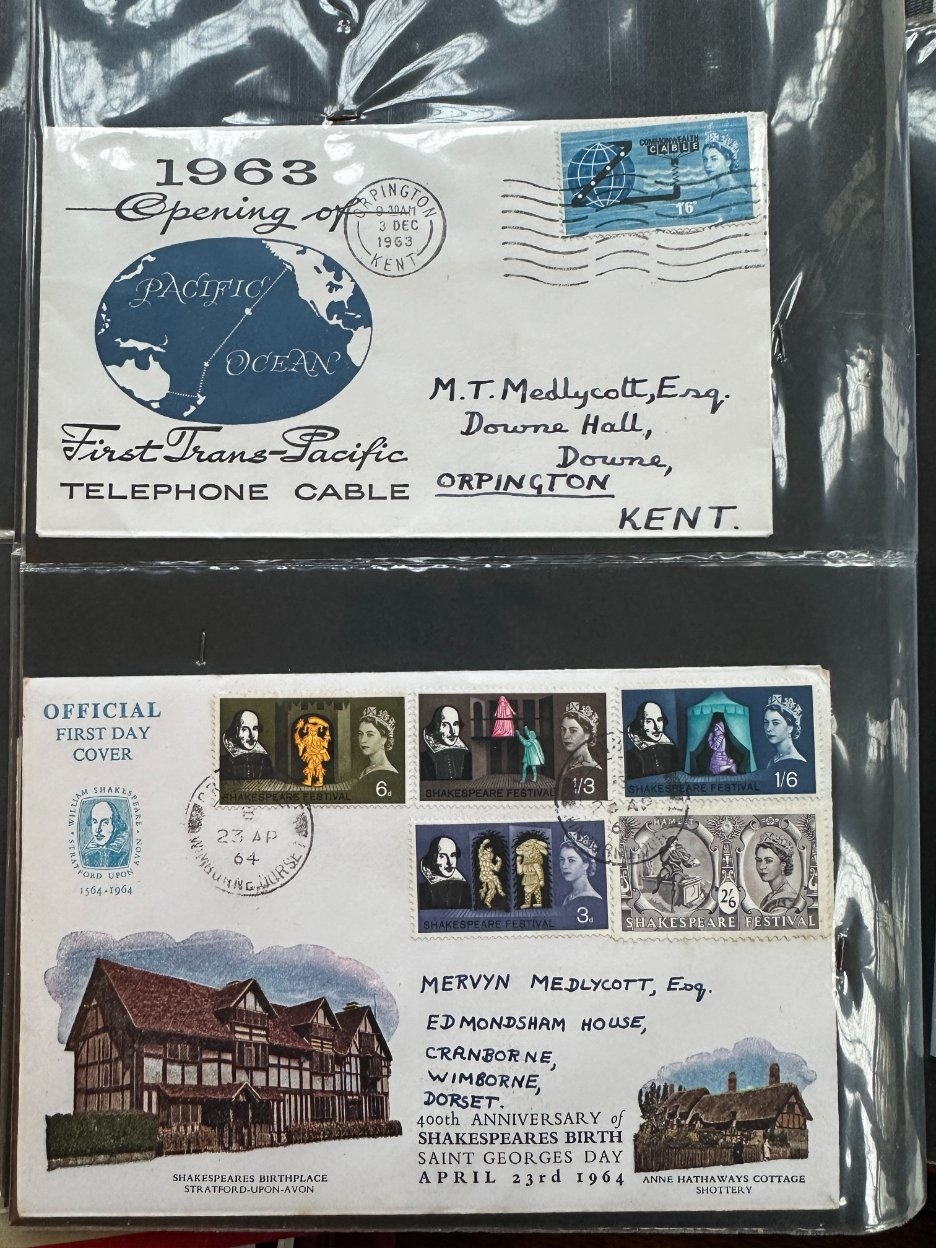 1963
Opening of
PACIFIC
OCEAN
First Trans-Pacific
TELEPHONE CABLE
ORPINGTON
9.30AM
3 DEC
1963
KENT
COMMONWEALTH
CABLE
1'6
M.T. Medlycott, Esq.
Downe Hall,
Downe,
ORPINGTON
KENT.
OFFICIAL
FIRST DAY
COVER
WILLIAM SHAKESPEARE
STRATFORD UPON AVON
1564·1964
SHAKESPEARE FESTIVAL
6d
SHAKESPEARE FESTIVAL
1/3
SHAKESPEARE FESTIVAL
1/6
SHAKESPEARE FESTIVAL
3d
HAMLET
2/6
SHAKESPEARE FESTIVAL
23 AP
64
WIMBORNE DORSET
MERVYN MEDLYCOTT, Esq.
EDMONDSHAM HOUSE,
CRANBORNE,
WIMBORNE,
DORSET.
400th ANNIVERSARY of
SHAKESPEARES BIRTH
SAINT GEORGES DAY
APRIL 23rd 1964
SHAKESPEARES BIRTHPLACE
STRATFORD-UPON-AVON
ANNE HATHAWAYS COTTAGE
SHOTTERY